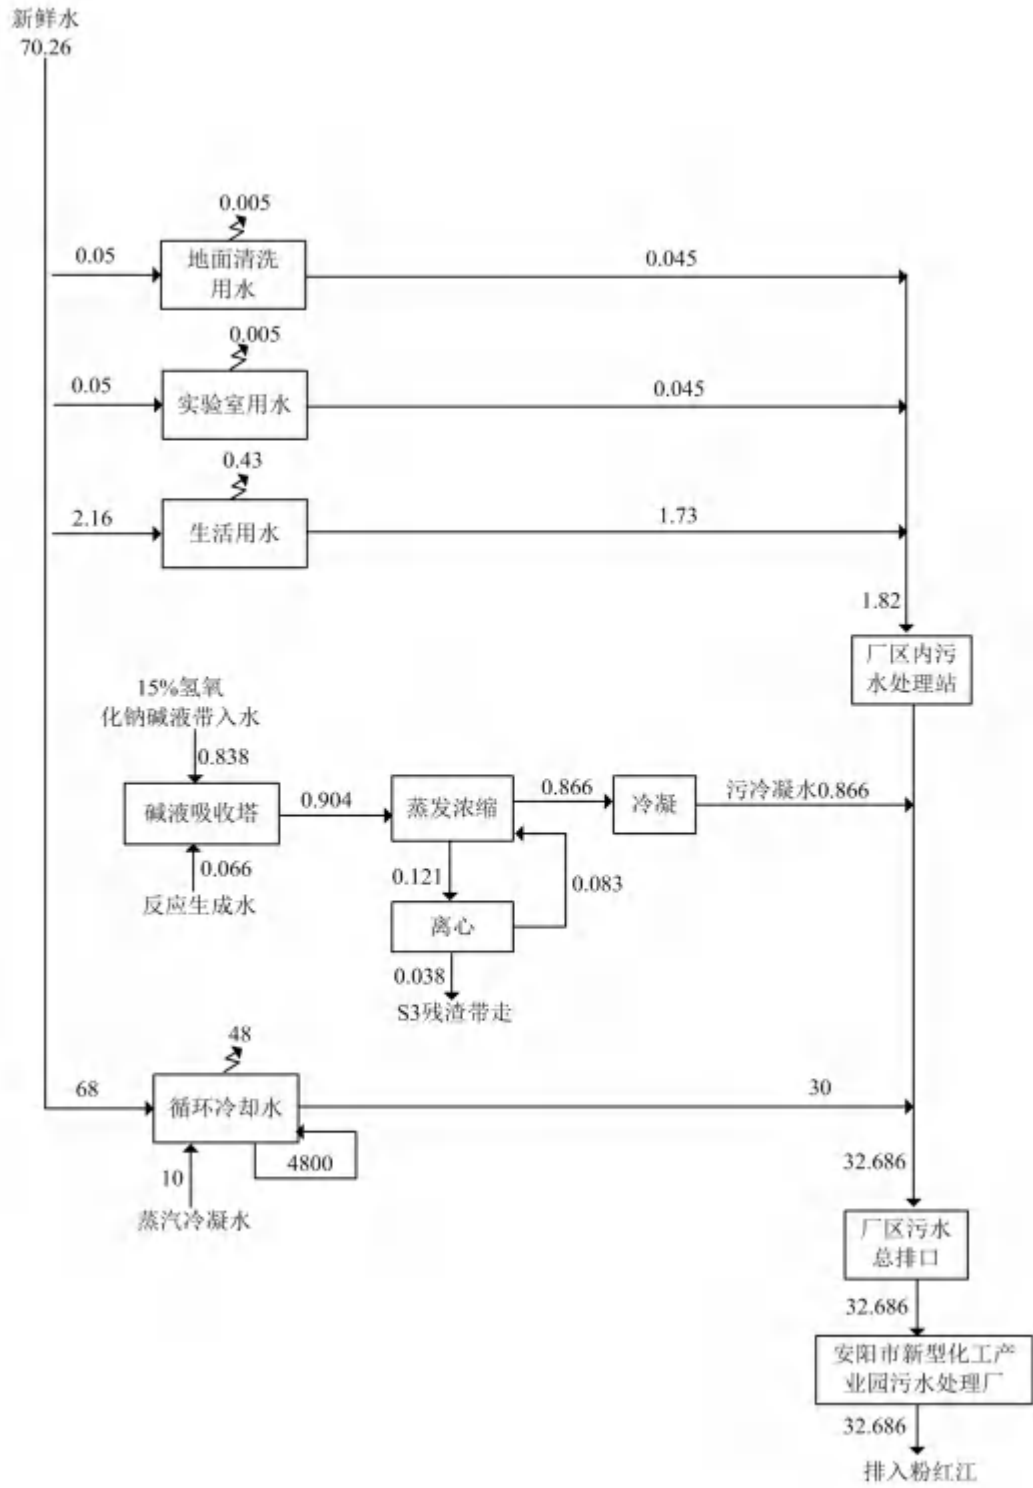 新鲜水
70.26
0.005
0.05
地面清洗
用水
0.045
0.005
0.05
实验室用水
0.045
0.43
2.16
生活用水
1.73
1.82
厂区内污
水处理站
15%氢氧
化钠碱液带入水
0.838
碱液吸收塔
0.904
蒸发浓缩
0.866
冷凝
污冷凝水0.866
0.066
反应生成水
0.121
0.083
离心
0.038
S3残渣带走
48
68
循环冷却水
30
4800
10
蒸汽冷凝水
32.686
厂区污水
总排口
32.686
安阳市新型化工产
业园污水处理厂
32.686
排入粉红江